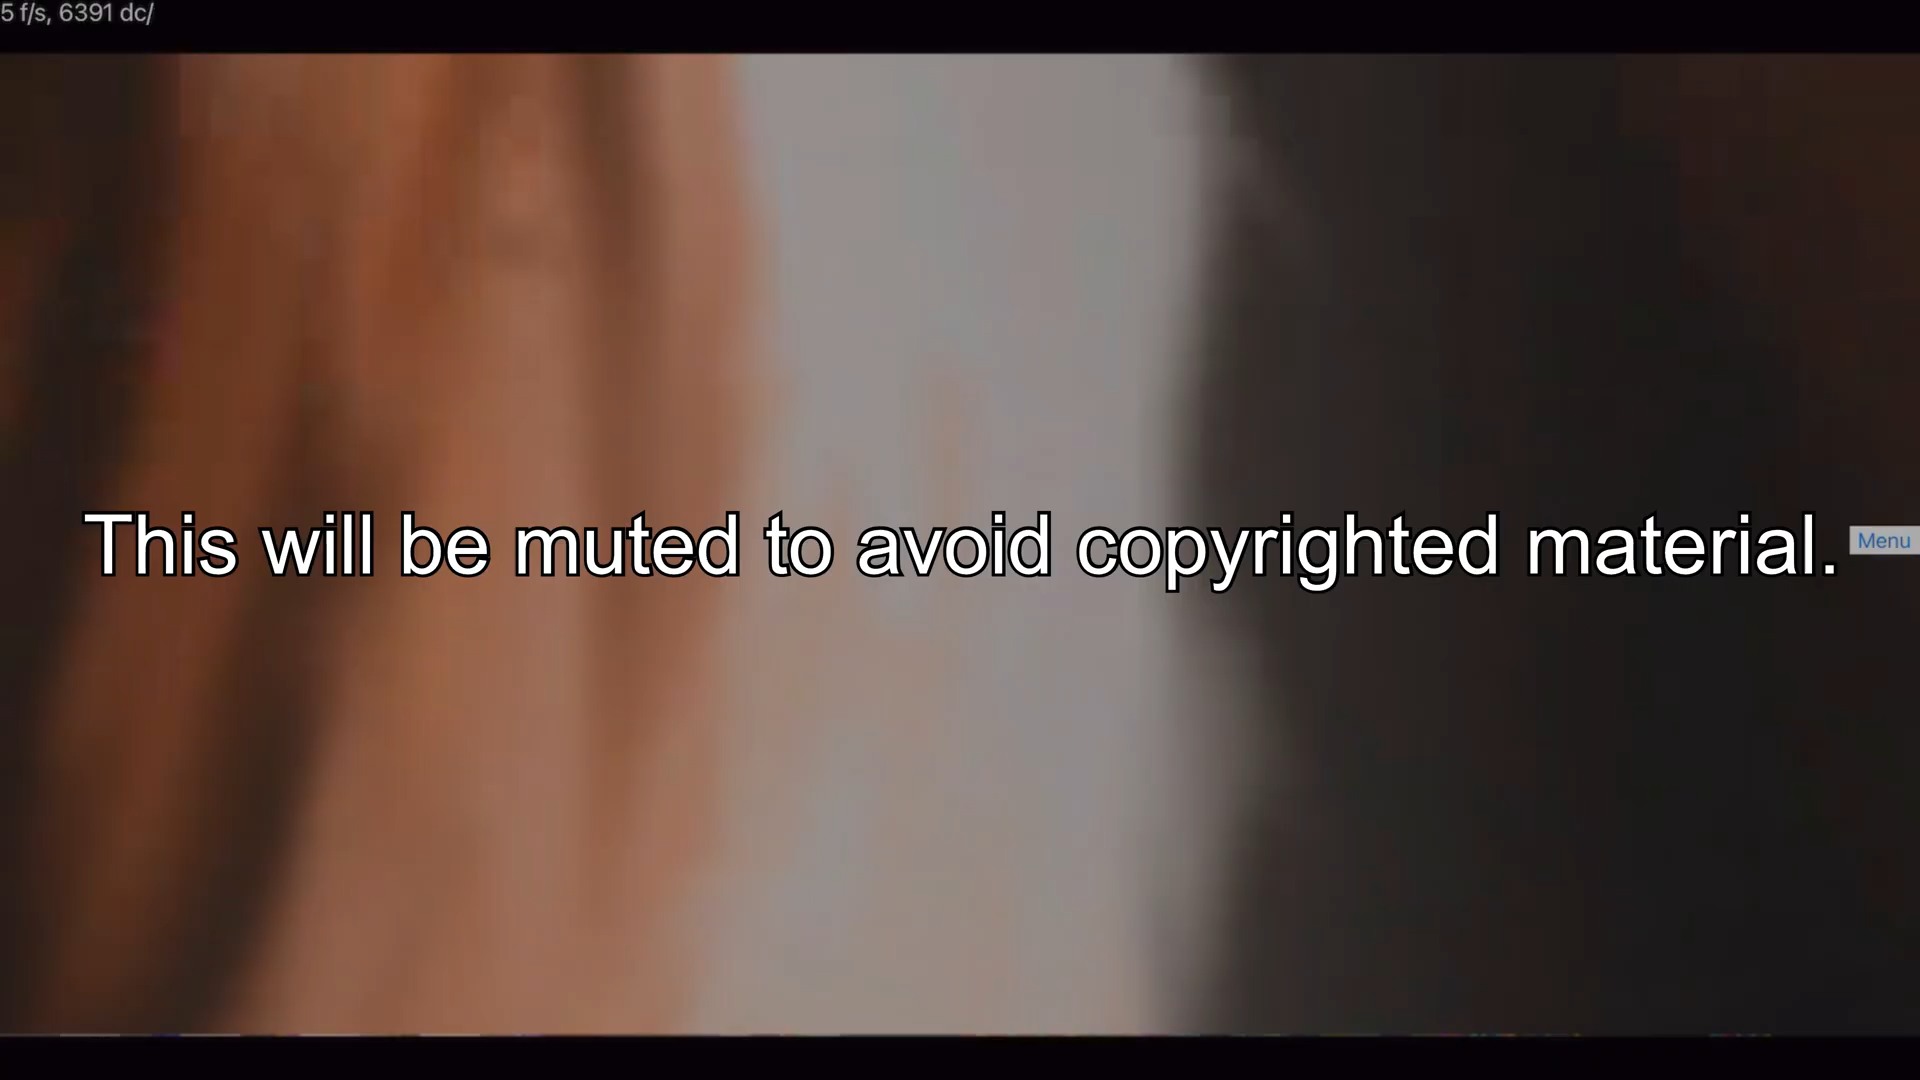 5 f/s, 6391 dc/
This will be muted to avoid copyrighted material.
Menu